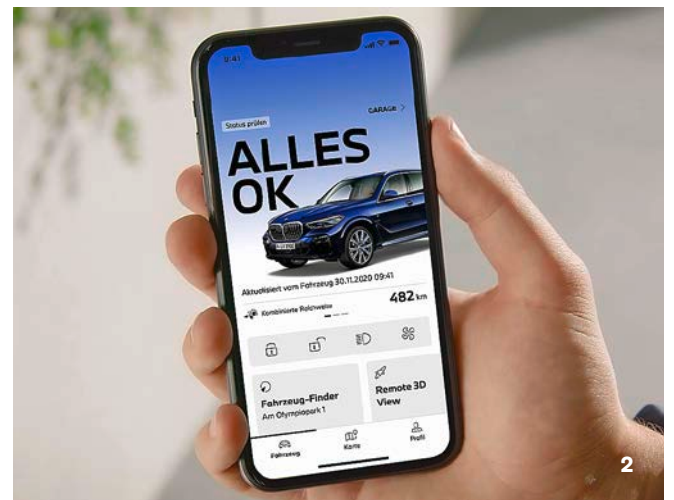 9:41
GARAGE >
Status prüfen
ALLES
OK
Aktualisiert vom Fahrzeug 30.11.2020 09:41
Kombinierte Reichweite
482 km
Fahrzeug-Finder
Am Olympiapark 1
Remote 3D
View
Fahrzeug
Karte
Profil
2